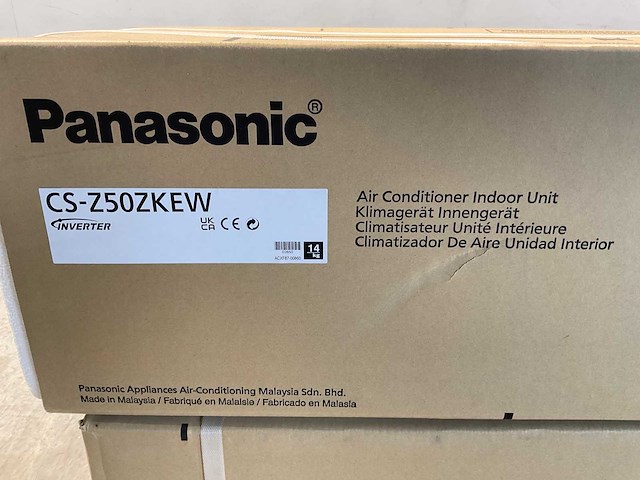 Panasonic®
CS-Z50ZKEW
INVERTER
UK CA CE
14 kg
Air Conditioner Indoor Unit
Klimagerät Innengerät
Climatisateur Unité Intérieure
Climatizador De Aire Unidad Interior
Panasonic Appliances Air-Conditioning Malaysia Sdn. Bhd.
Made in Malaysia / Fabriqué en Malaisie / Fabricado en Malasia